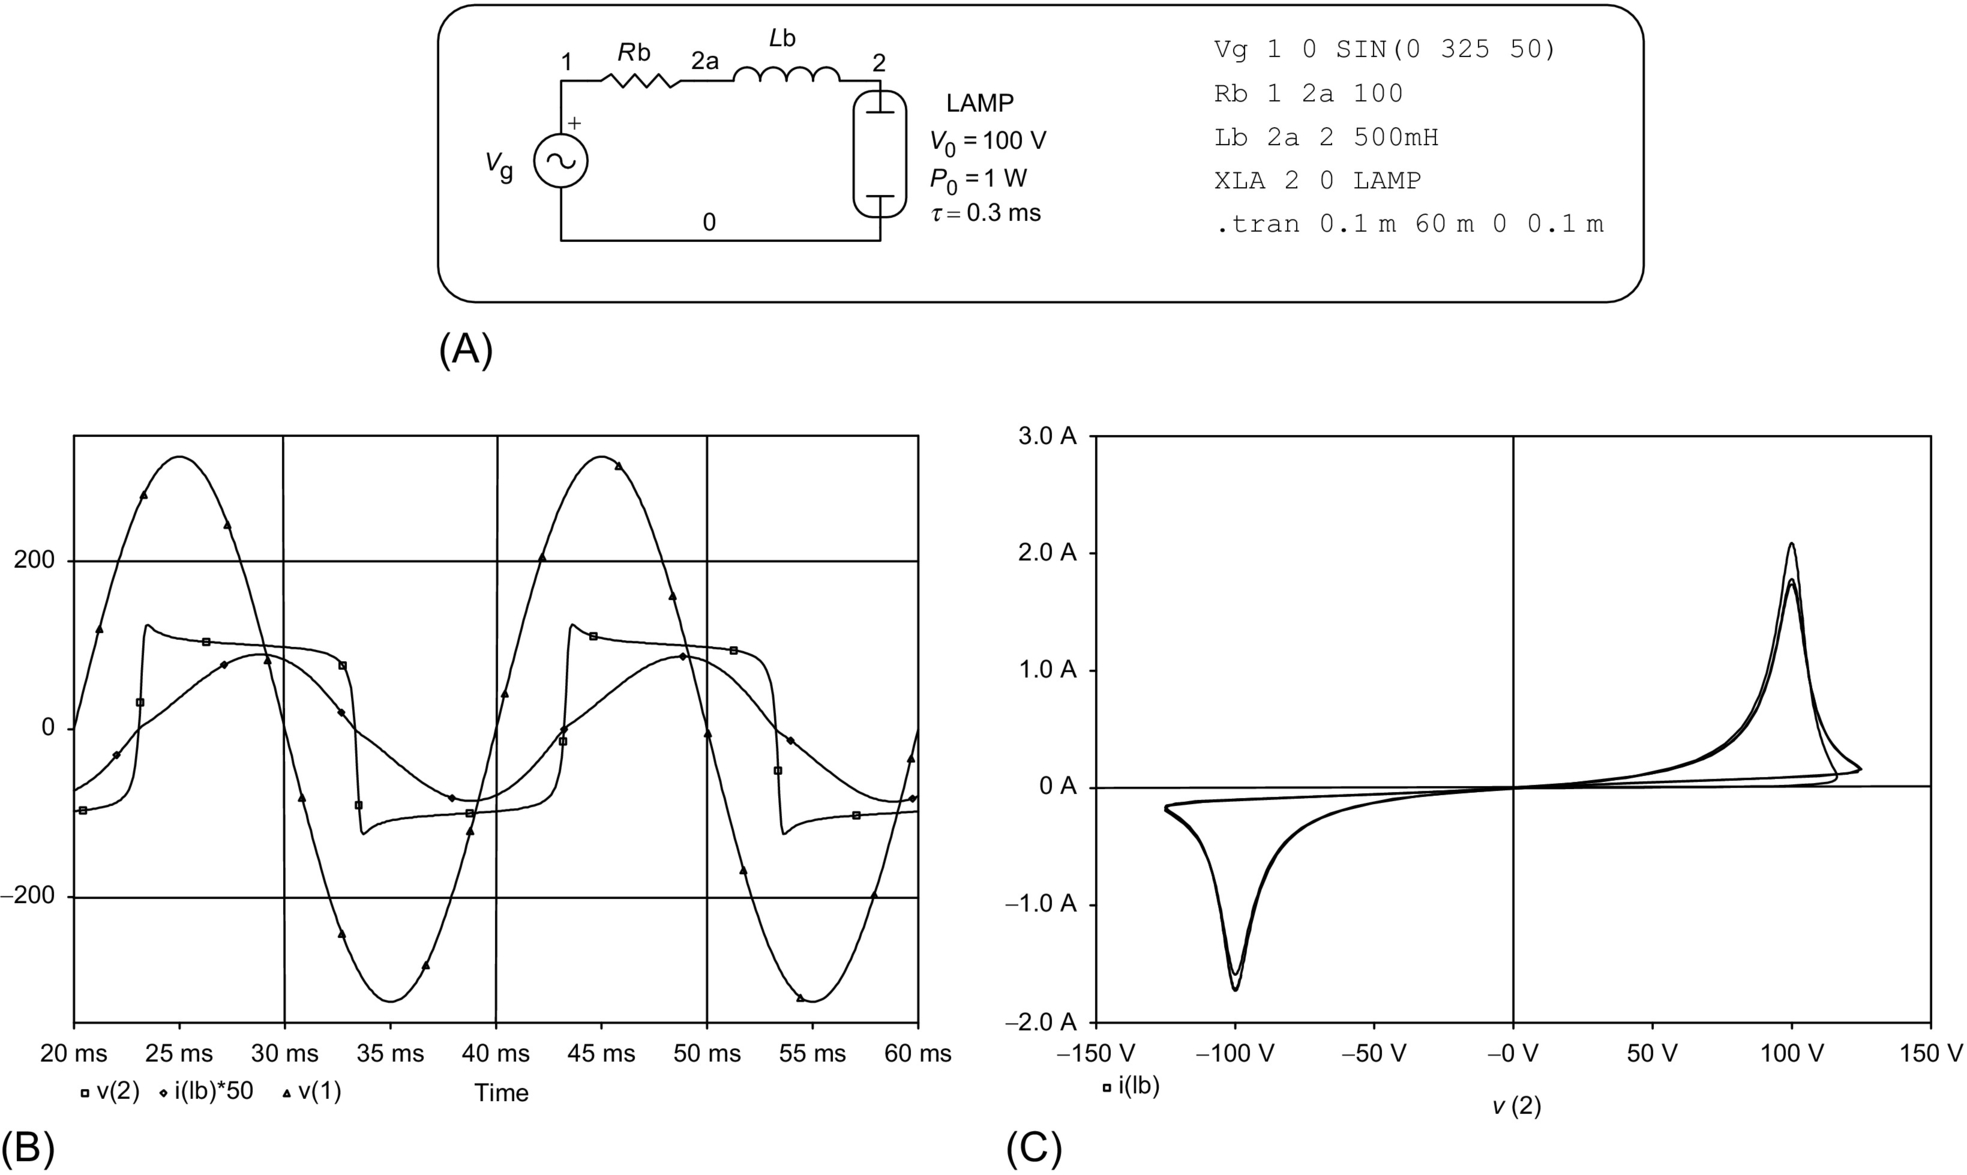 Rb
Lb
1
2a
2
+
Vg
0
LAMP
V0 = 100 V
P0 = 1 W
τ = 0.3 ms
Vg 1 0 SIN(0 325 50)
Rb 1 2a 100
Lb 2a 2 500mH
XLA 2 0 LAMP
.tran 0.1m 60m 0 0.1m
(A)
200
0
−200
20 ms 25 ms 30 ms 35 ms 40 ms 45 ms 50 ms 55 ms 60 ms
v(2) i(lb)*50 v(1)
Time
(B)
3.0 A
2.0 A
1.0 A
0 A
−1.0 A
−2.0 A
−150 V −100 V −50 V −0 V 50 V 100 V 150 V
i(lb)
v (2)
(C)